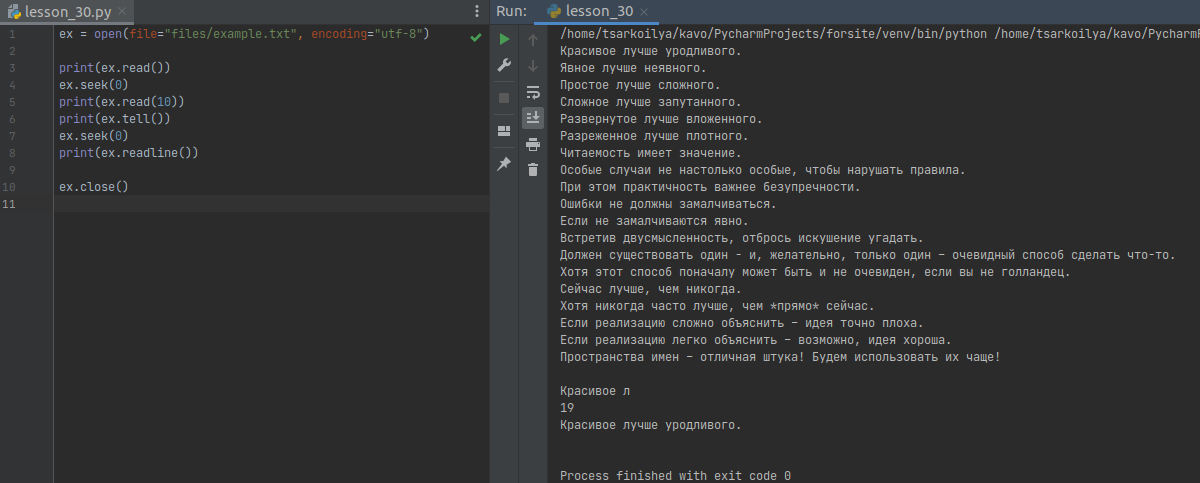 lesson_30.py
1 ex = open(file="files/example.txt", encoding="utf-8")
2
3 print(ex.read())
4 ex.seek(0)
5 print(ex.read(10))
6 print(ex.tell())
7 ex.seek(0)
8 print(ex.readline())
9
10 ex.close()
11
Run: lesson_30
/home/tsarkoilya/kavo/PycharmProjects/forsite/venv/bin/python /home/tsarkoilya/kavo/PycharmP
Красивое лучше уродливого.
Явное лучше неявного.
Простое лучше сложного.
Сложное лучше запутанного.
Развернутое лучше вложенного.
Разреженное лучше плотного.
Читаемость имеет значение.
Особые случаи не настолько особые, чтобы нарушать правила.
При этом практичность важнее безупречности.
Ошибки не должны замалчиваться.
Если не замалчиваются явно.
Встретив двусмысленность, отбрось искушение угадать.
Должен существовать один - и, желательно, только один – очевидный способ сделать что-то.
Хотя этот способ поначалу может быть и не очевиден, если вы не голландец.
Сейчас лучше, чем никогда.
Хотя никогда часто лучше, чем *прямо* сейчас.
Если реализацию сложно объяснить – идея точно плоха.
Если реализацию легко объяснить – возможно, идея хороша.
Пространства имен – отличная штука! Будем использовать их чаще!
Красивое л
19
Красивое лучше уродливого.
Process finished with exit code 0